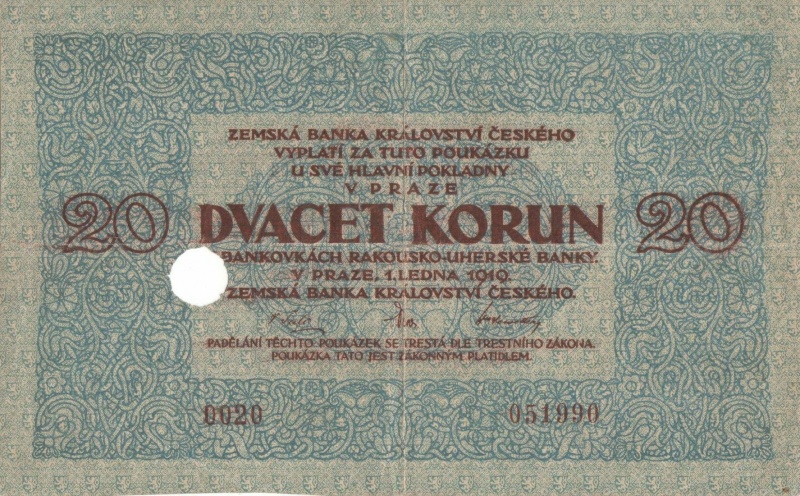 ZEMSKÁ BANKA KRÁLOVSTVÍ ČESKÉHO
VYPLATÍ ZA TUTO POUKÁZKU
U SVÉ HLAVNÍ POKLADNY
V PRAZE
20 DVACET KORUN 20
BANKOVKÁCH RAKOUSKO-UHERSKÉ BANKY.
V PRAZE, 1. LEDNA 1919.
ZEMSKÁ BANKA KRÁLOVSTVÍ ČESKÉHO.
PADĚLÁNÍ TĚCHTO POUKÁZEK SE TRESTÁ DLE TRESTNÍHO ZÁKONA.
POUKÁZKA TATO JEST ZÁKONNÝM PLATIDLEM.
0020 051990